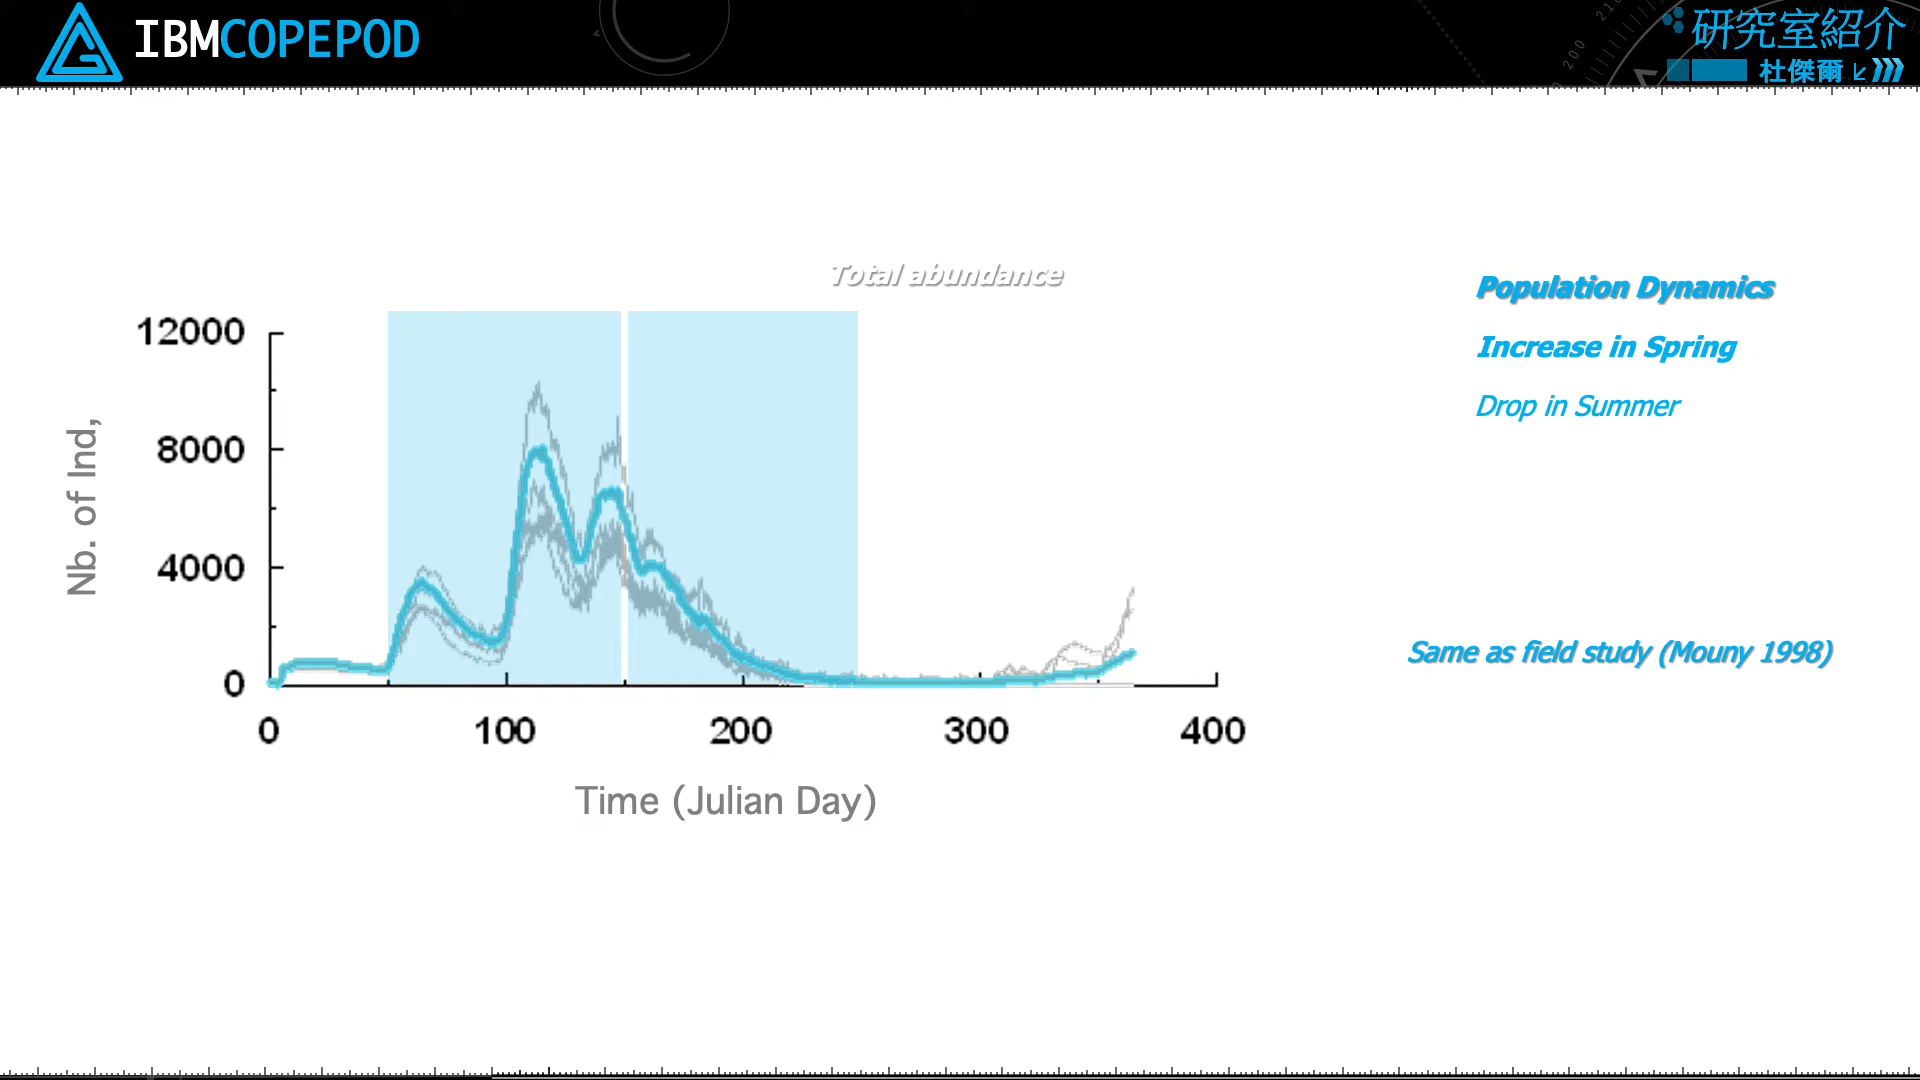 IBMCOPEPOD
研究室紹介
杜傑爾
210
200
Total abundance
Population Dynamics
Increase in Spring
Drop in Summer
Same as field study (Mouny 1998)
Nb. of Ind,
12000
8000
4000
0
0 100 200 300 400
Time (Julian Day)